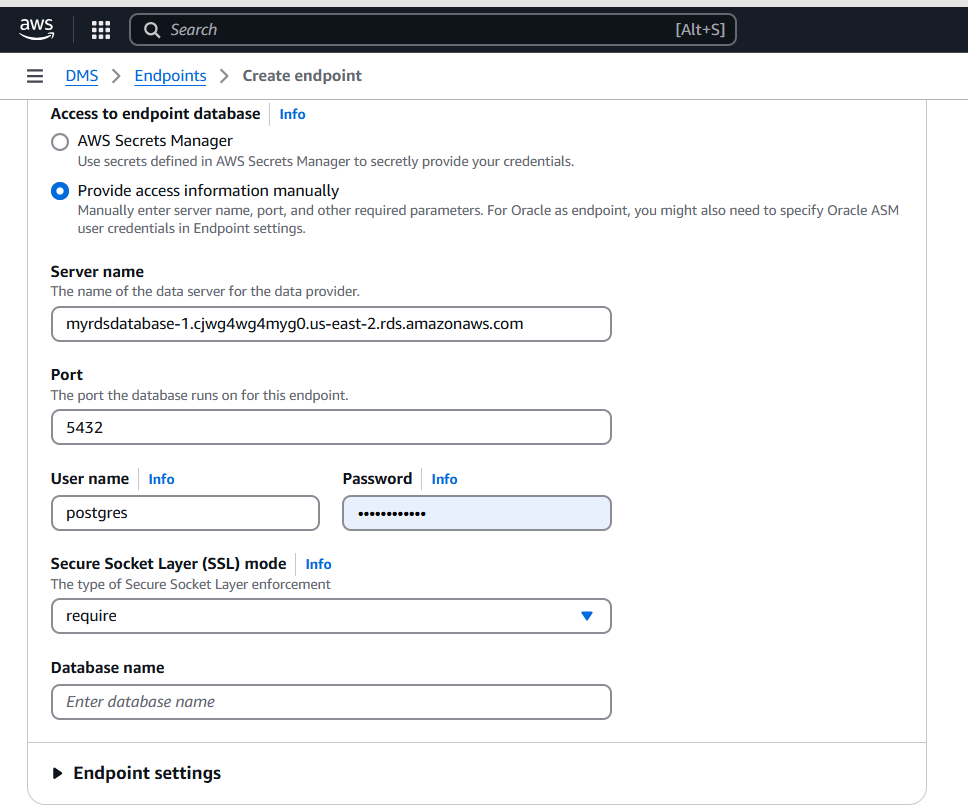 aws
Search [Alt+S]
DMS > Endpoints > Create endpoint
Access to endpoint database Info
AWS Secrets Manager
Use secrets defined in AWS Secrets Manager to secretly provide your credentials.
Provide access information manually
Manually enter server name, port, and other required parameters. For Oracle as endpoint, you might also need to specify Oracle ASM
user credentials in Endpoint settings.
Server name
The name of the data server for the data provider.
myrdsdatabase-1.cjwg4wg4myg0.us-east-2.rds.amazonaws.com
Port
The port the database runs on for this endpoint.
5432
User name Info Password Info
postgres ••••••••••••
Secure Socket Layer (SSL) mode Info
The type of Secure Socket Layer enforcement
require
Database name
Enter database name
Endpoint settings